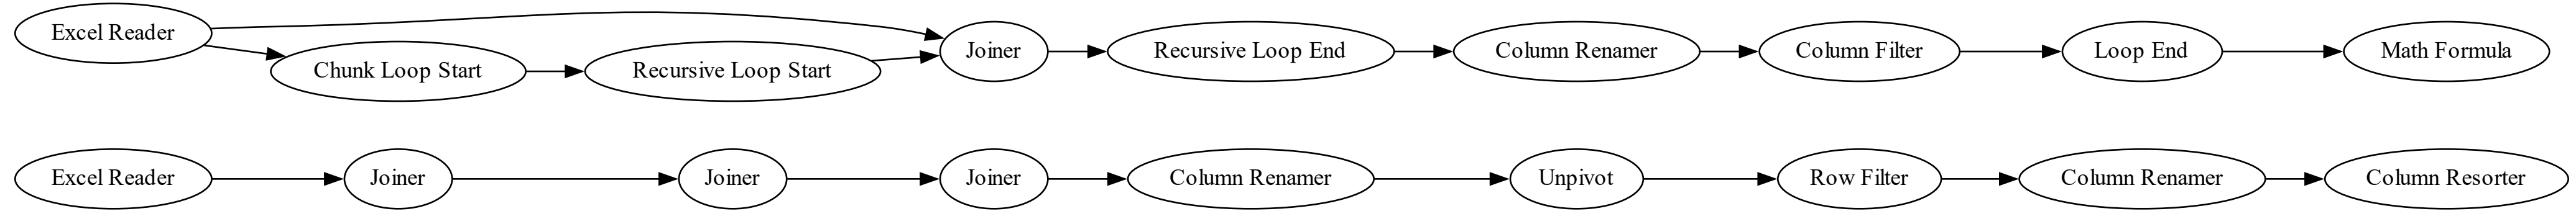 Excel Reader
Chunk Loop Start
Recursive Loop Start
Joiner
Recursive Loop End
Column Renamer
Column Filter
Loop End
Math Formula
Excel Reader
Joiner
Joiner
Joiner
Column Renamer
Unpivot
Row Filter
Column Renamer
Column Resorter